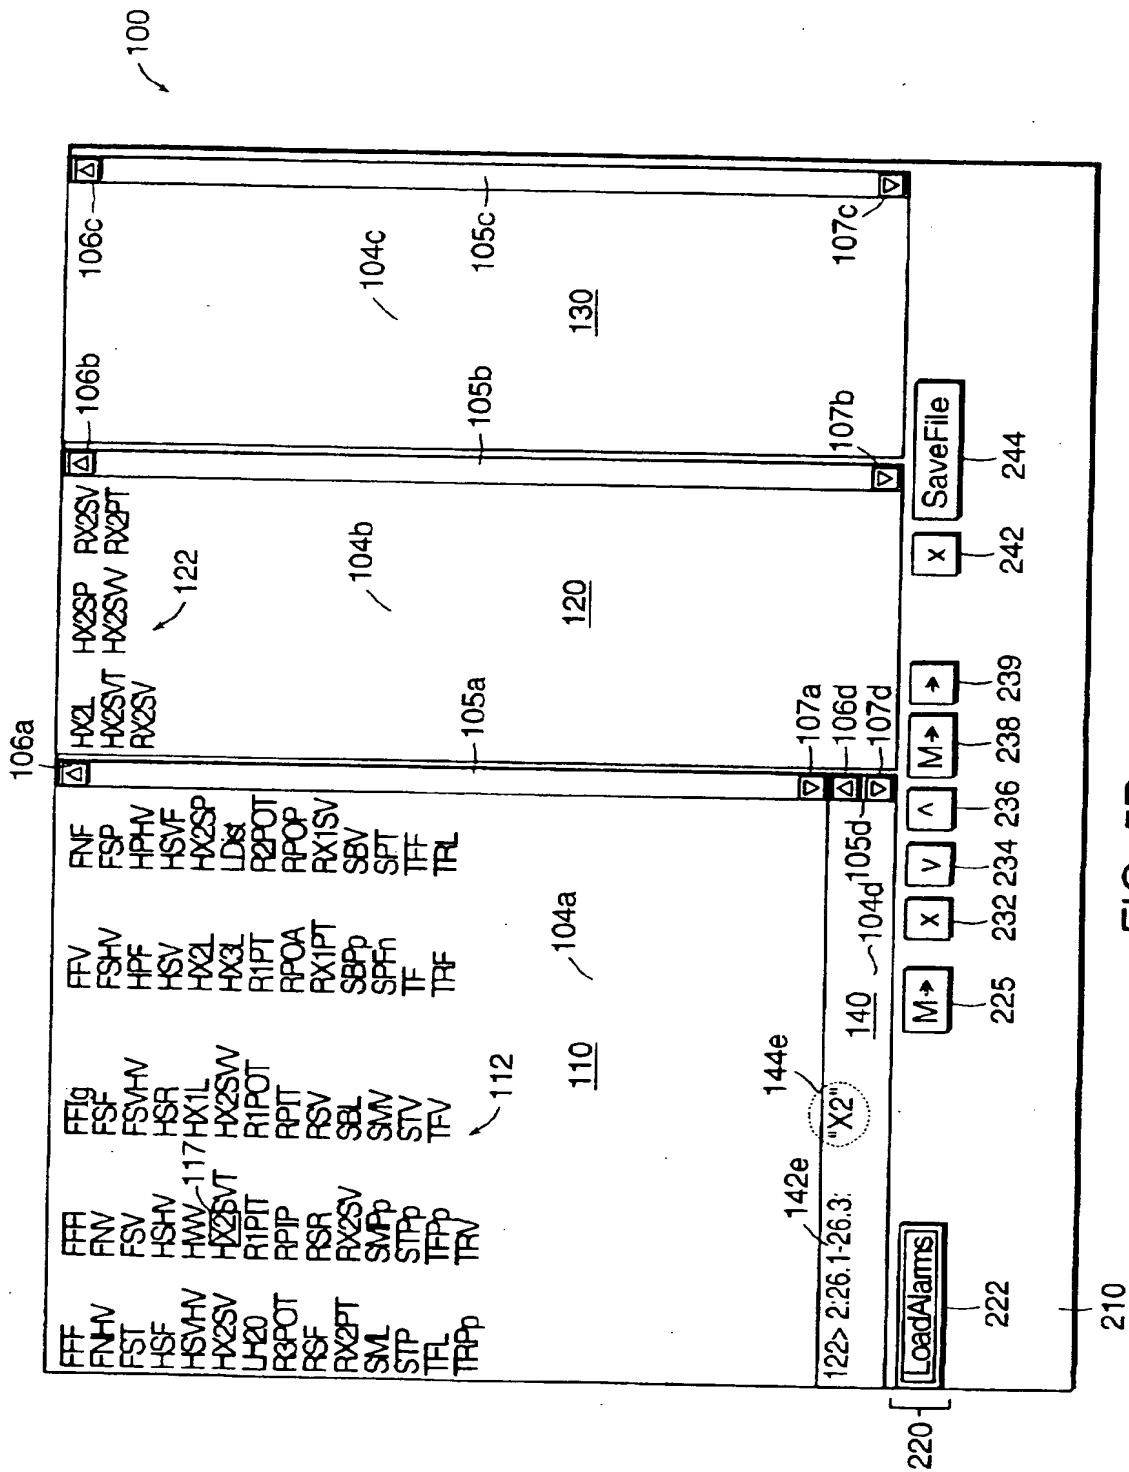 100
106a
106b
106c
FFF FFFl FFIg FFV FNF
FNHV FNV FSF FSHV FSP
FST FSV FSVHV HPF HPHV
HSF HSHV HSR HSV HSVF
HSVHV HWV HX1L HX2L HX2SP
117
HX2SV HX2SVT HX2SVV HX3L LDist
LH20 R1PIT R1POT R1PT R2POT
R3POT RPIP RPIT RPOA RPOP
RSF RSR RSV RX1PT RX1SV
RX2PT RX2SV SBL SBPp SBV
SML SMPp SMV SPFn SPT
STP STPp STV TF TFF
TFL TFPp TFV TRF TRL
TRPp TRV
HX2L HX2SP RX2SV
HX2SVT HX2SVV RX2PT
RX2SV
112
122
104a
104b
104c
105a
105b
105c
110
120
130
142e
144e
107a
107b
107c
106d
107d
122> 2:26.1-26.3: "X2"
140
104d
105d
220
LoadAlarms M x v ^ M x SaveFile
222 225 232 234 236 238 239 242 244
210